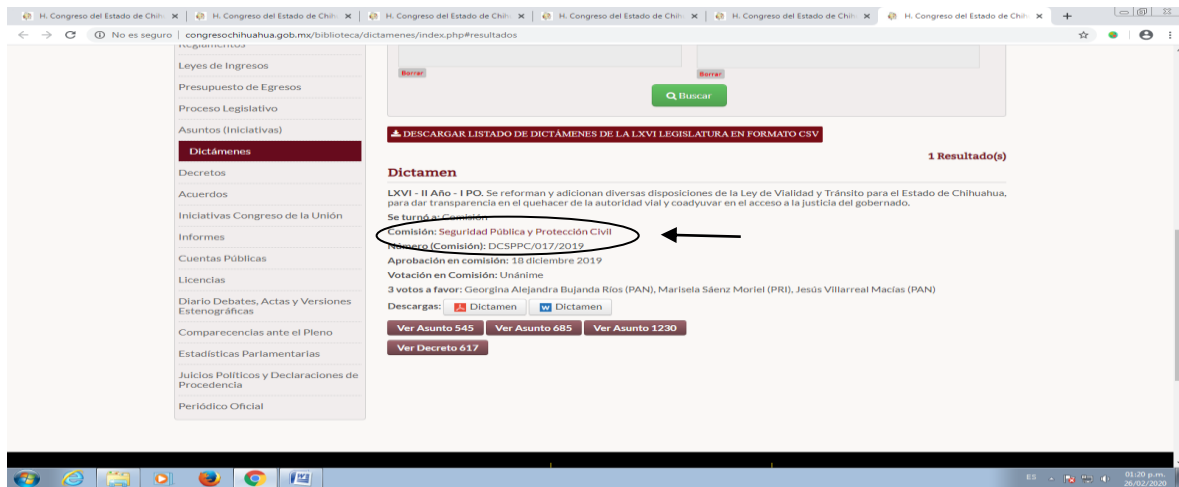 H. Congreso del Estado de Chih
H. Congreso del Estado de Chih
H. Congreso del Estado de Chih
H. Congreso del Estado de Chih
H. Congreso del Estado de Chih
H. Congreso del Estado de Chih
No es seguro | congresochihuahua.gob.mx/biblioteca/dictamenes/index.php#resultados
Reglamentos
Leyes de Ingresos
Presupuesto de Egresos
Proceso Legislativo
Asuntos (Iniciativas)
Dictámenes
Decretos
Acuerdos
Iniciativas Congreso de la Unión
Informes
Cuentas Públicas
Licencias
Diario Debates, Actas y Versiones
Estenográficas
Comparecencias ante el Pleno
Estadísticas Parlamentarias
Juicios Políticos y Declaraciones de
Procedencia
Periódico Oficial
Borrar
Borrar
Buscar
DESCARGAR LISTADO DE DICTÁMENES DE LA LXVI LEGISLATURA EN FORMATO CSV
1 Resultado(s)
Dictamen
LXVI - II Año - I PO. Se reforman y adicionan diversas disposiciones de la Ley de Vialidad y Tránsito para el Estado de Chihuahua,
para dar transparencia en el quehacer de la autoridad vial y coadyuvar en el acceso a la justicia del gobernado.
Se turnó a: Comisión
Comisión: Seguridad Pública y Protección Civil
Número (Comisión): DCSPPC/017/2019
Aprobación en comisión: 18 diciembre 2019
Votación en Comisión: Unánime
3 votos a favor: Georgina Alejandra Bujanda Ríos (PAN), Marisela Sáenz Moriel (PRI), Jesús Villarreal Macías (PAN)
Descargas: Dictamen Dictamen
Ver Asunto 545 Ver Asunto 685 Ver Asunto 1230
Ver Decreto 617
ES
01:20 p.m.
26/02/2020